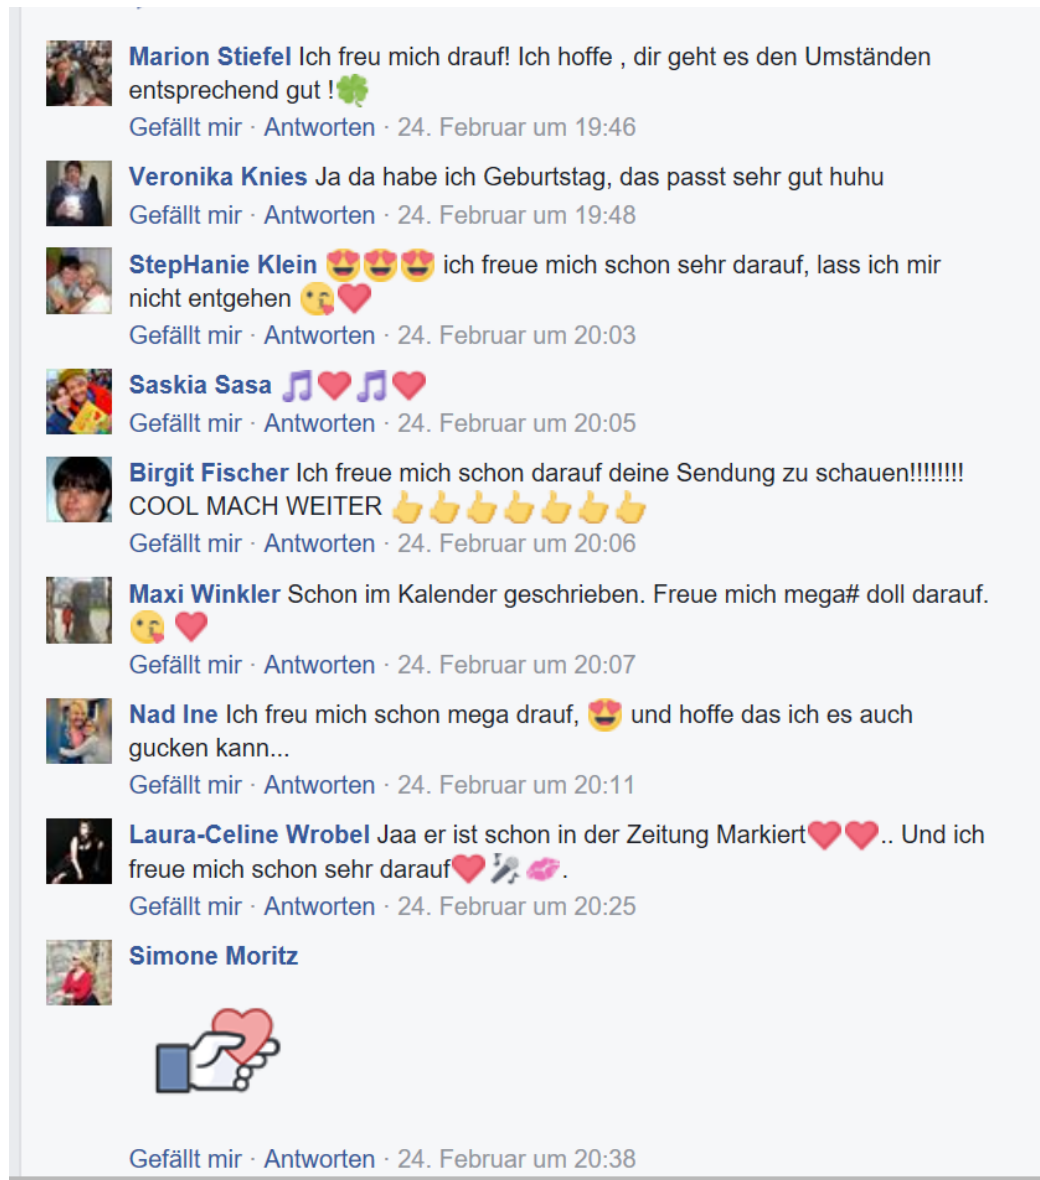 Marion Stiefel Ich freu mich drauf! Ich hoffe , dir geht es den Umständen
entsprechend gut !🍀
Gefällt mir · Antworten · 24. Februar um 19:46
Veronika Knies Ja da habe ich Geburtstag, das passt sehr gut huhu
Gefällt mir · Antworten · 24. Februar um 19:48
StepHanie Klein 😍😍😍 ich freue mich schon sehr darauf, lass ich mir
nicht entgehen 😘❤
Gefällt mir · Antworten · 24. Februar um 20:03
Saskia Sasa 🎵❤🎵❤
Gefällt mir · Antworten · 24. Februar um 20:05
Birgit Fischer Ich freue mich schon darauf deine Sendung zu schauen!!!!!!!!
COOL MACH WEITER 👍👍👍👍👍👍👍
Gefällt mir · Antworten · 24. Februar um 20:06
Maxi Winkler Schon im Kalender geschrieben. Freue mich mega# doll darauf.
😘 ❤
Gefällt mir · Antworten · 24. Februar um 20:07
Nad Ine Ich freu mich schon mega drauf, 😍 und hoffe das ich es auch
gucken kann...
Gefällt mir · Antworten · 24. Februar um 20:11
Laura-Celine Wrobel Jaa er ist schon in der Zeitung Markiert❤❤.. Und ich
freue mich schon sehr darauf❤🎤💋.
Gefällt mir · Antworten · 24. Februar um 20:25
Simone Moritz
Gefällt mir · Antworten · 24. Februar um 20:38